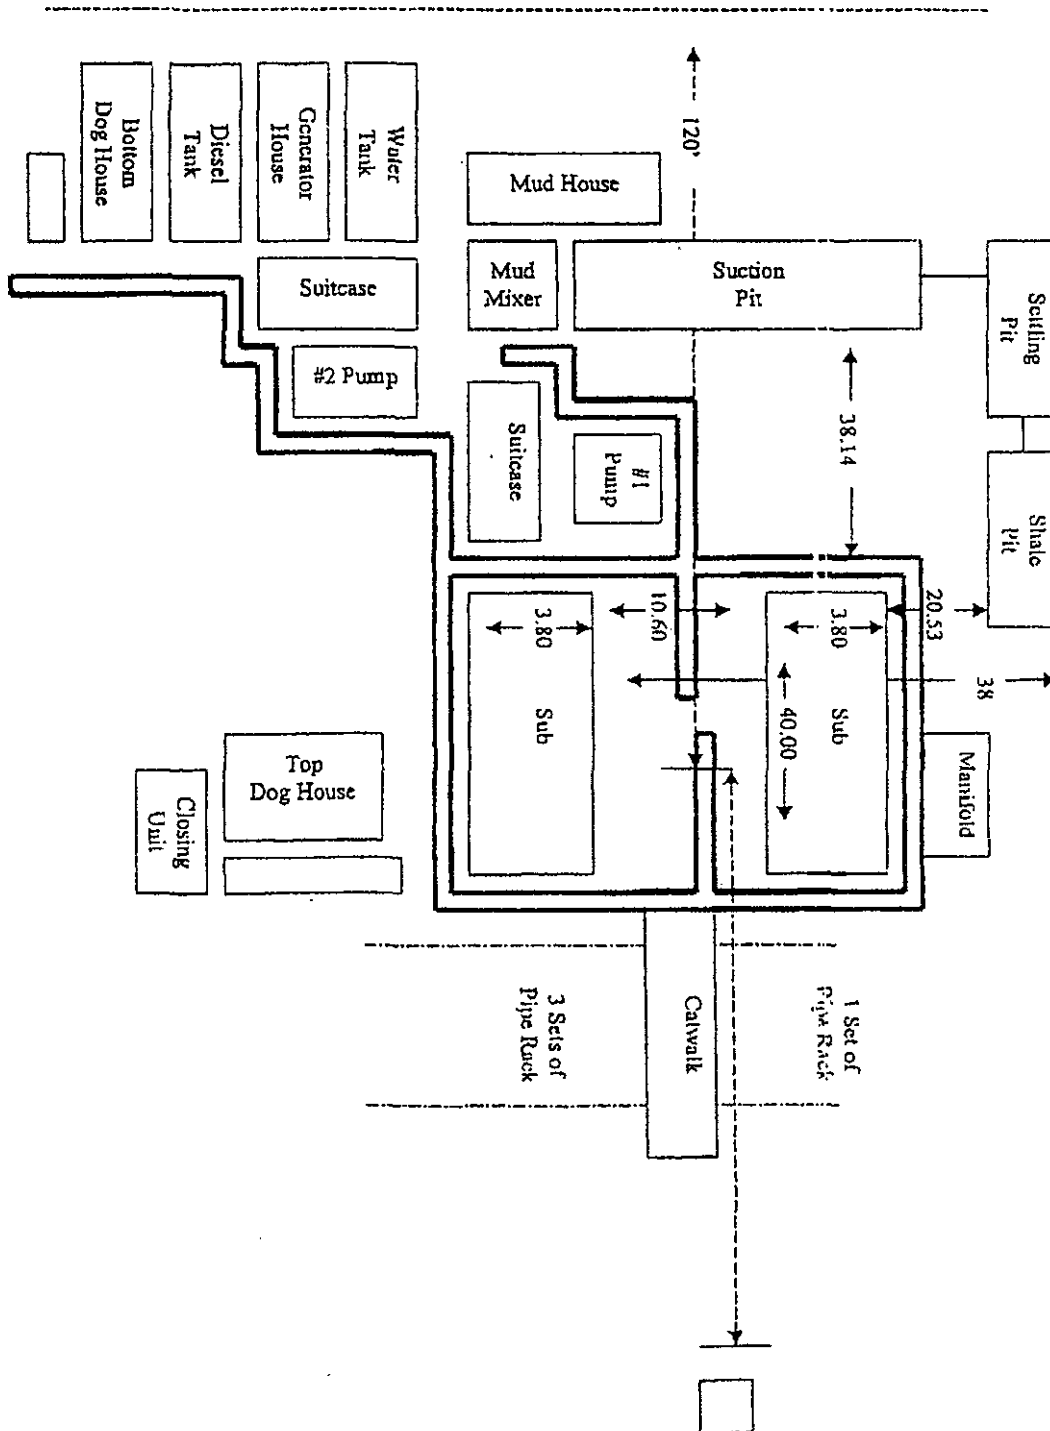 120'
Bottom
Dog House
Diesel
Tank
Generator
House
Water
Tank
Mud House
Suitcase
Mud
Mixer
Suction
Pit
Settling
Pit
#2 Pump
Suitcase
#1
Pump
38.14
Shale
Pit
3.80
10.60
3.80
20.53
38
40.00
Sub
Sub
Manifold
Top
Dog House
Closing
Unit
3 Sets of
Pipe Rack
Catwalk
1 Set of
Pipe Rack